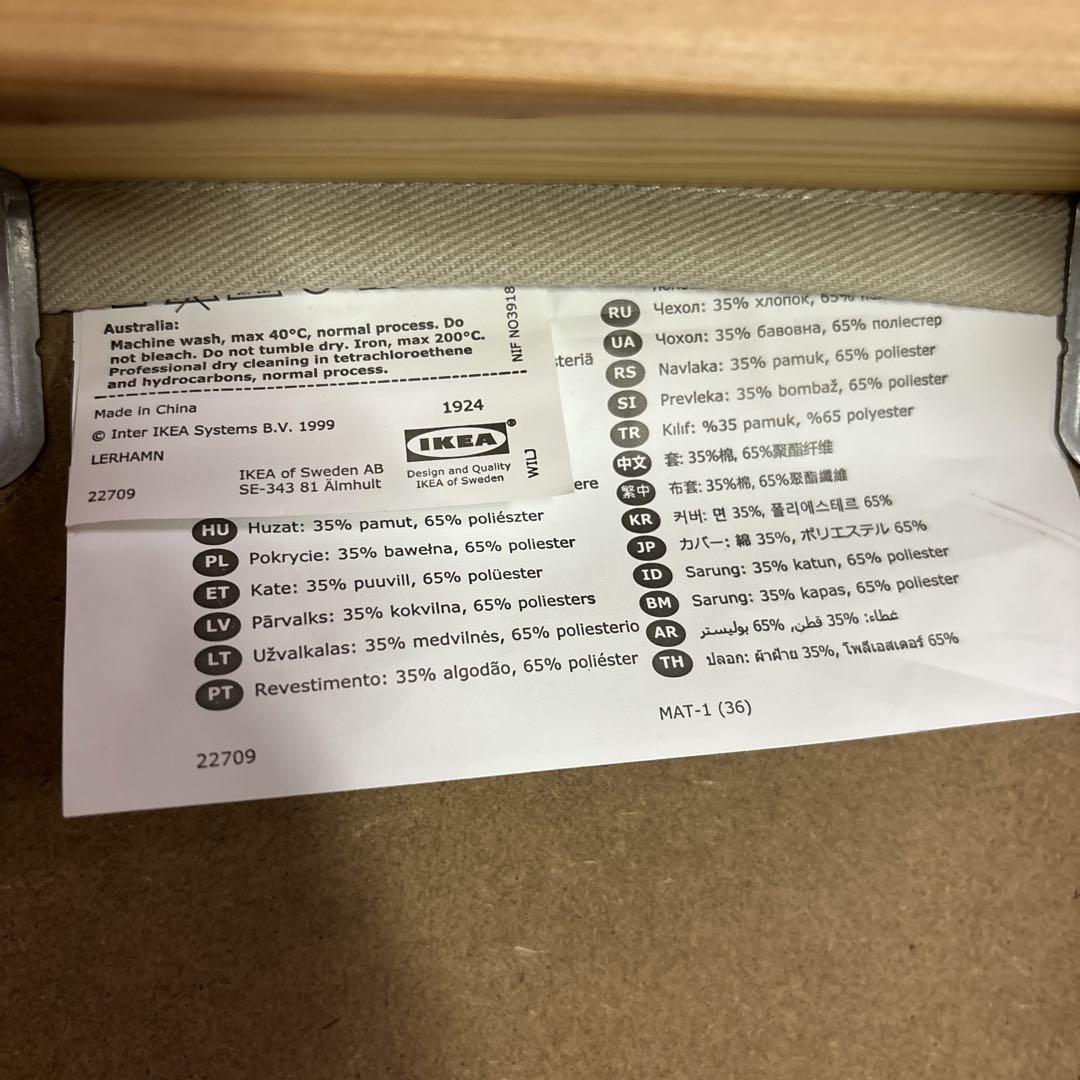 Australia:
Machine wash, max 40°C, normal process. Do
not bleach. Do not tumble dry. Iron, max 200°C.
Professional dry cleaning in tetrachloroethene
and hydrocarbons, normal process.
Made in China
© Inter IKEA Systems B.V. 1999
LERHAMN
22709
IKEA of Sweden AB
SE-343 81 Älmhult
1924
IKEA®
Design and Quality
IKEA of Sweden
NIF NO3918
WILJ
steriã
ere
HU Huzat: 35% pamut, 65% poliészter
PL Pokrycie: 35% bawełna, 65% poliester
ET Kate: 35% puuvill, 65% polüester
LV Pārvalks: 35% kokvilna, 65% poliesters
LT Užvalkalas: 35% medvilnės, 65% poliesterio
PT Revestimento: 35% algodão, 65% poliéster
22709
RU Чехол: 35% хлопок, 65%
UA Чохол: 35% бавовна, 65% поліестер
RS Navlaka: 35% pamuk, 65% poliester
SI Prevleka: 35% bombaž, 65% poliester
TR Kılıf: %35 pamuk, %65 polyester
中文 套: 35%棉, 65%聚酯纤维
繁中 布套: 35%棉, 65%聚酯纖維
KR 커버: 면 35%, 폴리에스테르 65%
JP カバー: 綿 35%, ポリエステル 65%
ID Sarung: 35% katun, 65% poliester
BM Sarung: 35% kapas, 65% poliester
AR غطاء: 35% قطن, 65% بوليستر
TH ปลอก: ผ้าฝ้าย 35%, โพลีเอสเตอร์ 65%
MAT-1 (36)